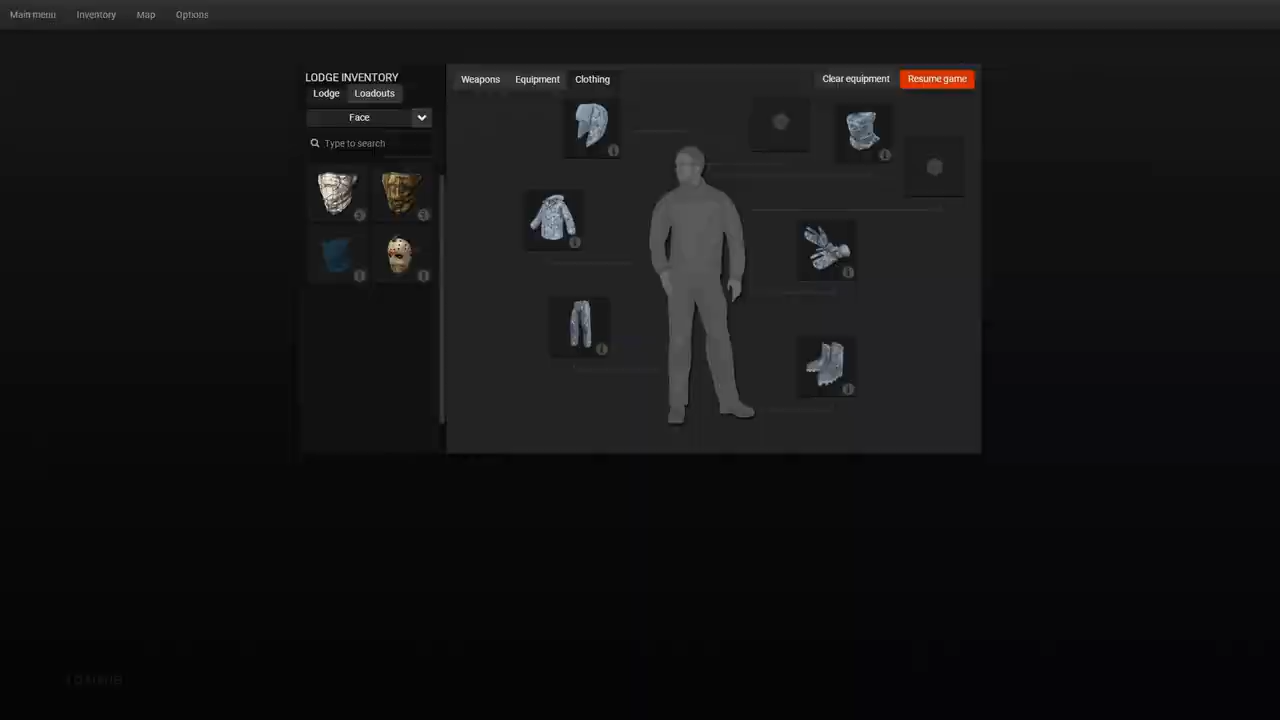 Main menu
Inventory
Map
Options
LODGE INVENTORY
Lodge
Loadouts
Face
Type to search
Weapons
Equipment
Clothing
Clear equipment
Resume game